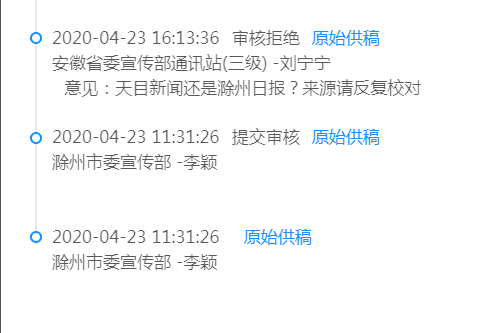 2020-04-23 16:13:36 审核拒绝 原始供稿
安徽省委宣传部通讯站(三级) -刘宁宁
意见：天目新闻还是滁州日报？来源请反复校对
2020-04-23 11:31:26 提交审核 原始供稿
滁州市委宣传部 -李颖
2020-04-23 11:31:26 原始供稿
滁州市委宣传部 -李颖